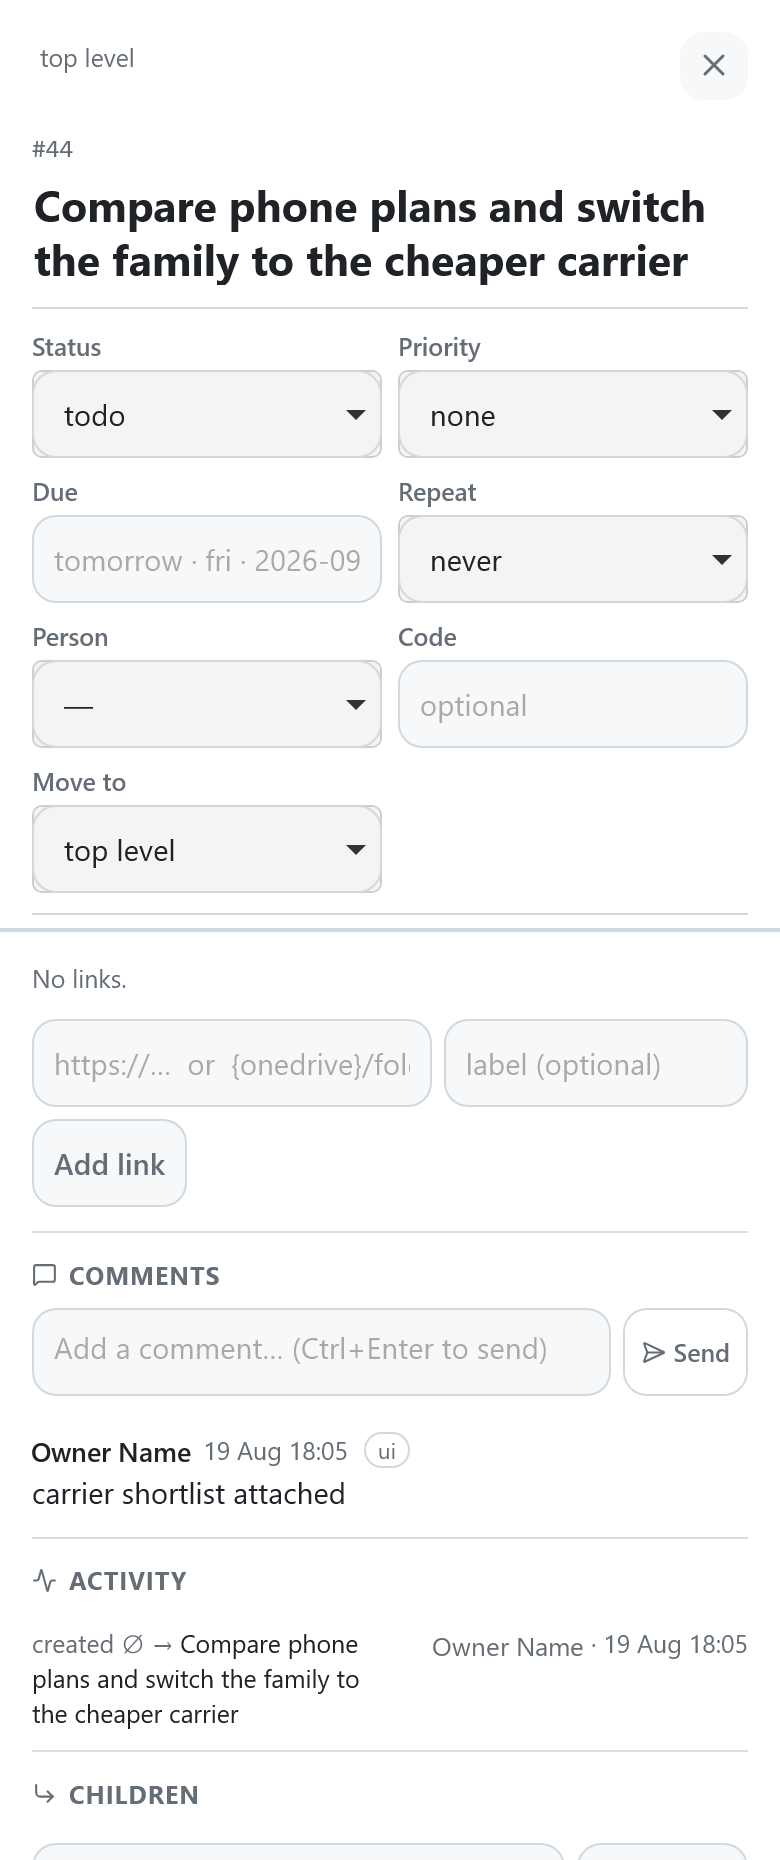 top level
#44
Compare phone plans and switch
the family to the cheaper carrier
Status
Priority
todo
none
Due
Repeat
tomorrow · fri · 2026-09
never
Person
Code
—
optional
Move to
top level
No links.
https://... or {onedrive}/fol
label (optional)
Add link
COMMENTS
Add a comment... (Ctrl+Enter to send)
Send
Owner Name 19 Aug 18:05 ui
carrier shortlist attached
ACTIVITY
created ∅ → Compare phone
plans and switch the family to
the cheaper carrier
Owner Name · 19 Aug 18:05
CHILDREN